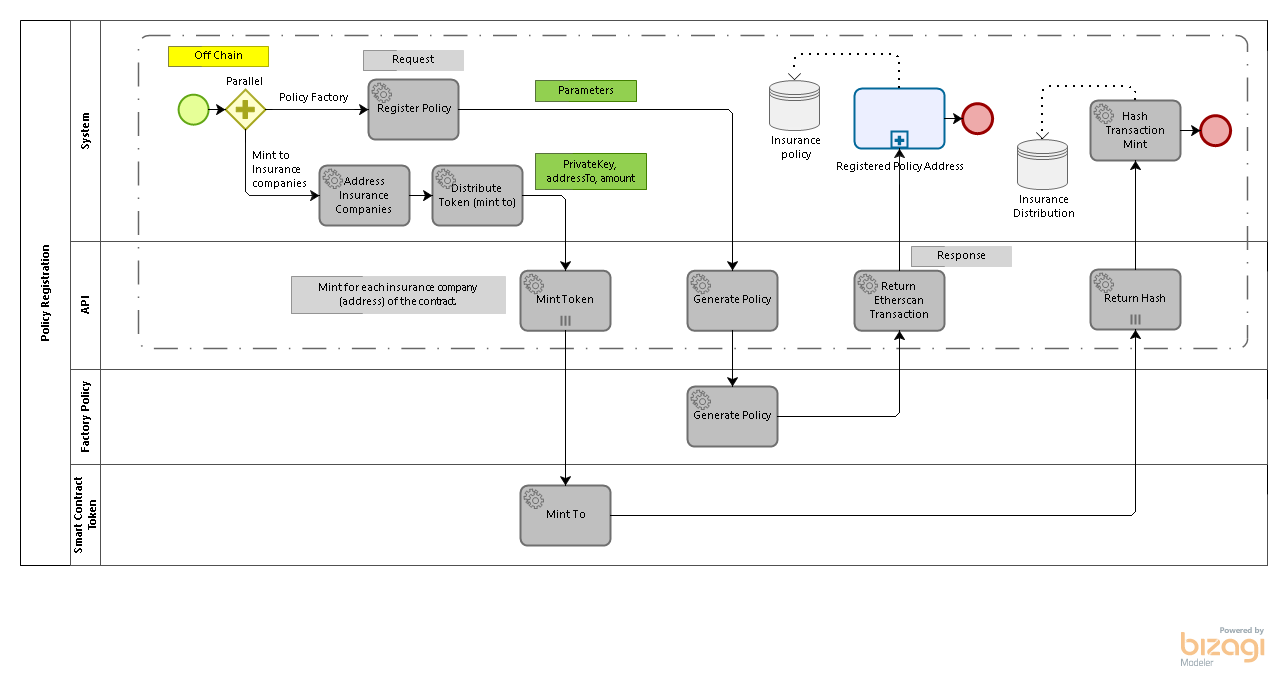 Policy Registration
System
Off Chain
Parallel
Policy Factory
Request
Register Policy
Parameters
Mint to
Insurance
companies
Address
Insurance
Companies
Distribute
Token (mint to)
PrivateKey,
addressTo, amount
Insurance
policy
Registered Policy Address
Insurance
Distribution
Hash
Transaction
Mint
API
Mint for each insurance company
(address) of the contract.
Mint Token
Generate Policy
Response
Return
Etherscan
Transaction
Return Hash
Factory Policy
Generate Policy
Smart Contract
Token
Mint To
Powered by
bizagi
Modeler